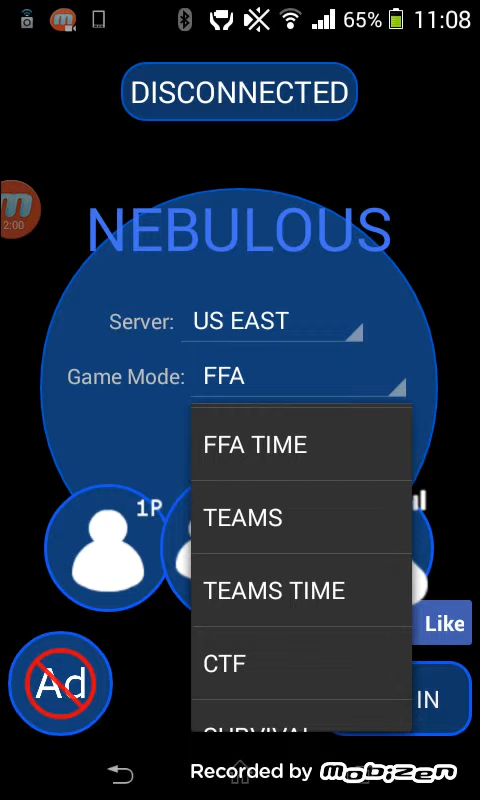 65% 11:08
DISCONNECTED
m
2:00
NEBULOUS
Server: US EAST
Game Mode: FFA
FFA TIME
TEAMS
TEAMS TIME
CTF
SURVIVAL
1P
Like
Ad
IN
Recorded by mobizen